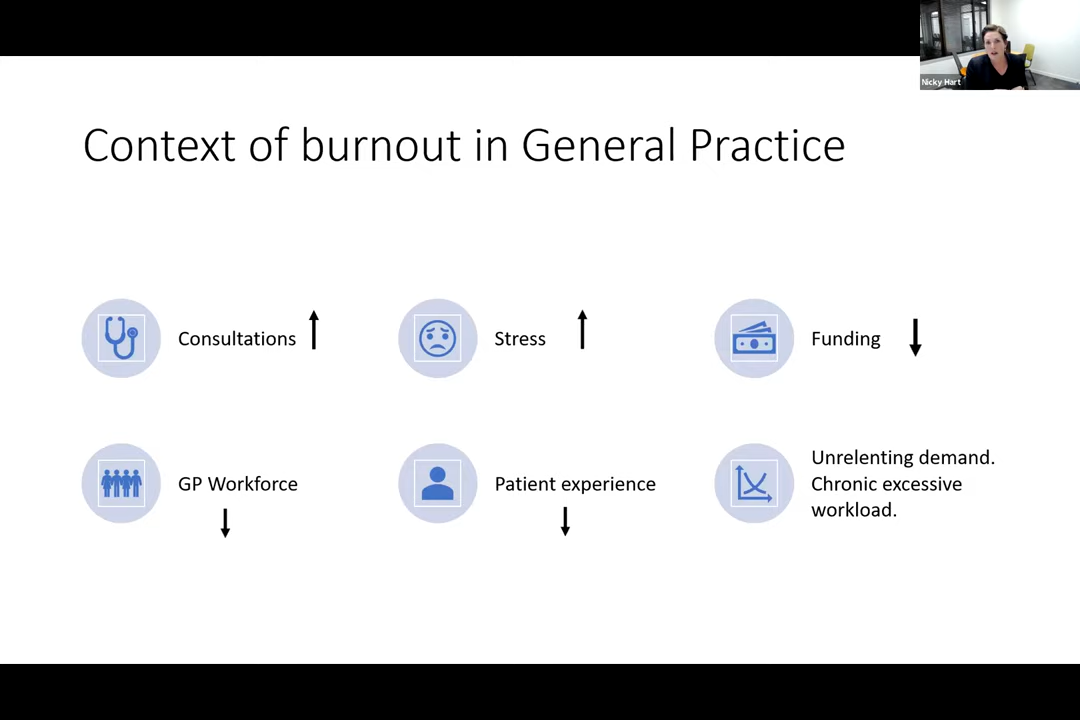 Nicky Hart
Context of burnout in General Practice
Consultations
Stress
Funding
GP Workforce
Patient experience
Unrelenting demand.
Chronic excessive
workload.